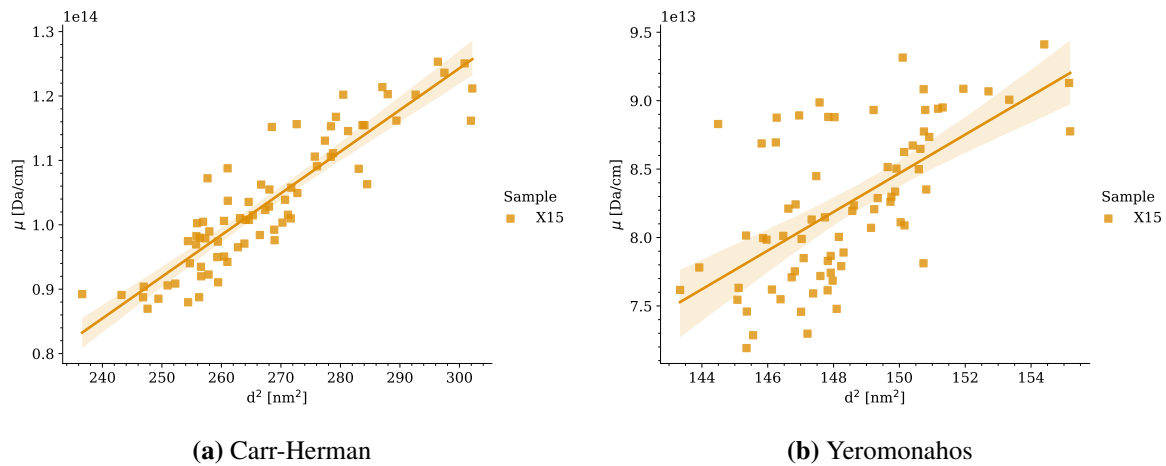 1e14
1.3
1.2
1.1
1.0
0.9
0.8
μ [Da/cm]
240 250 260 270 280 290 300
d² [nm²]
Sample
X15
(a) Carr-Herman
1e13
9.5
9.0
8.5
8.0
7.5
μ [Da/cm]
144 146 148 150 152 154
d² [nm²]
Sample
X15
(b) Yeromonahos